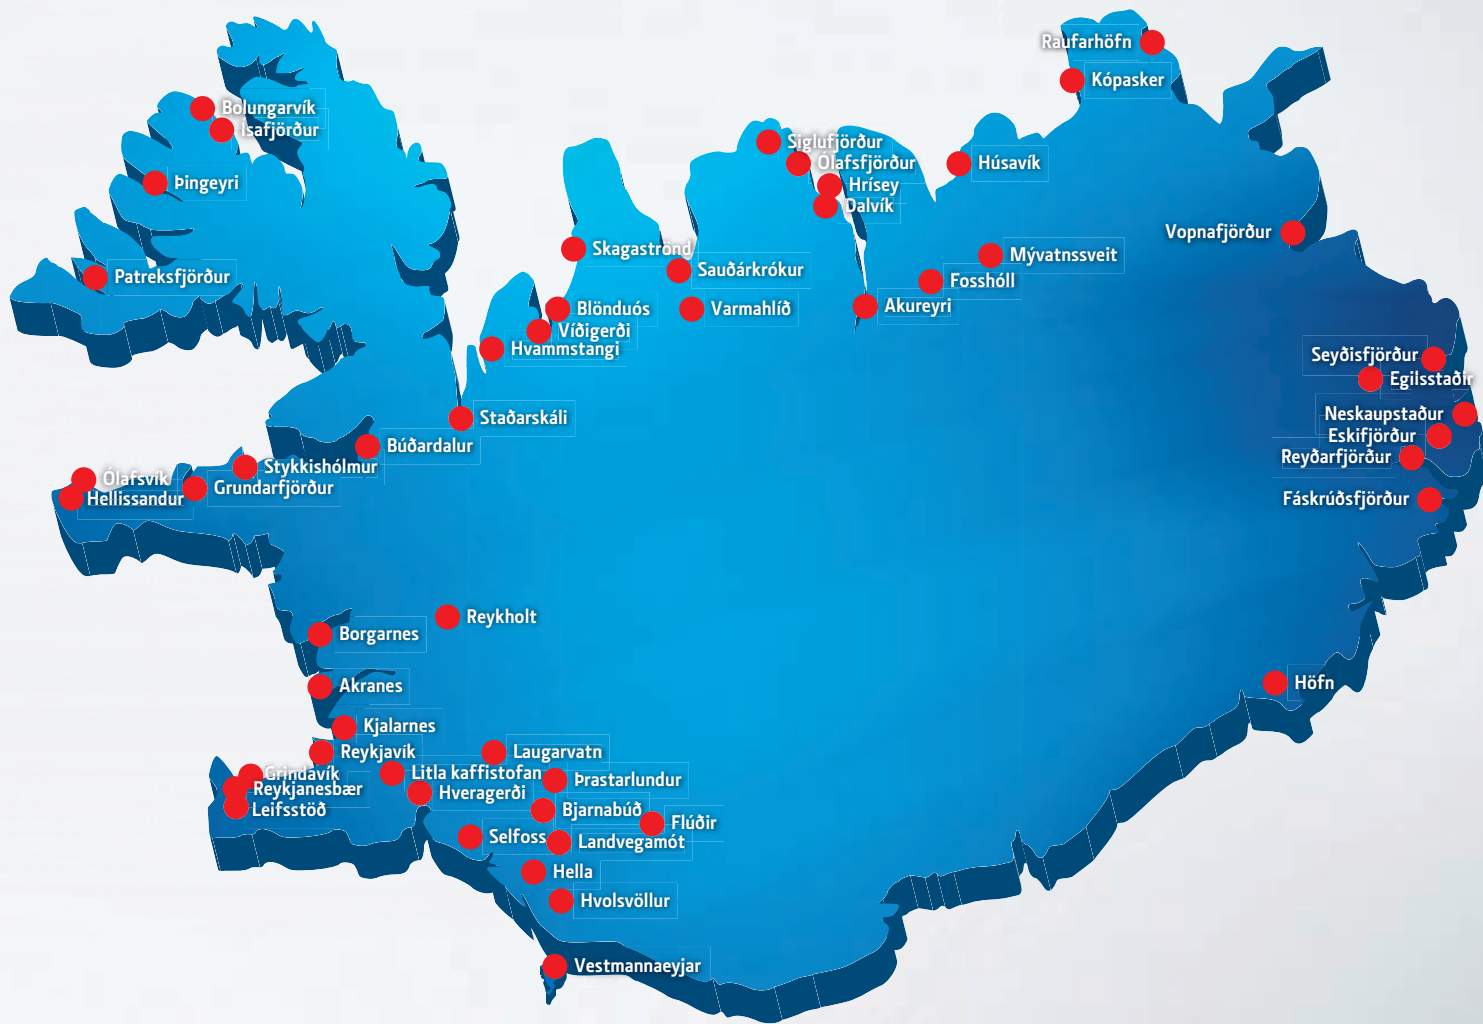 Raufarhöfn
Kópasker
Bolungarvík
Ísafjörður
Siglufjörður
Ólafsfjörður
Húsavík
Þingeyri
Hrísey
Dalvík
Vopnafjörður
Skagaströnd
Mývatnssveit
Sauðárkrókur
Patreksfjörður
Fosshóll
Akureyri
Blönduós
Varmahlíð
Víðigerði
Hvammstangi
Seyðisfjörður
Egilsstaðir
Neskaupstaður
Staðarskáli
Eskifjörður
Búðardalur
Reyðarfjörður
Stykkishólmur
Ólafsvík
Grundarfjörður
Hellissandur
Fáskrúðsfjörður
Reykholt
Borgarnes
Höfn
Akranes
Kjalarnes
Reykjavík
Laugarvatn
Grindavík
Litla kaffistofan
Þrastarlundur
Reykjanesbær
Hveragerði
Leifsstöð
Bjarnabúð
Flúðir
Selfoss
Landvegamót
Hella
Hvolsvöllur
Vestmannaeyjar